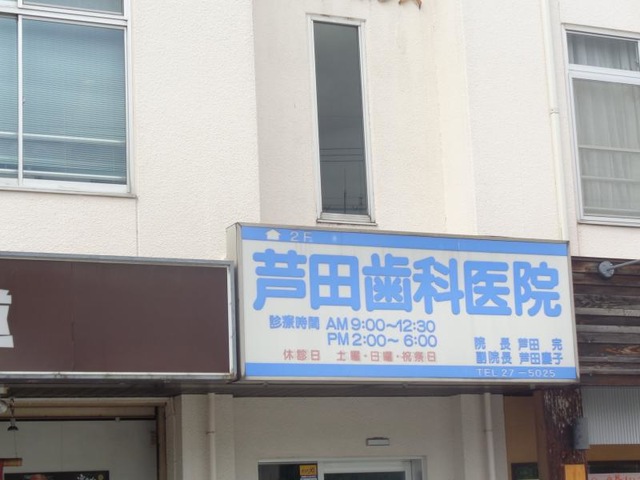 2F
芦田歯科医院
診療時間 AM 9:00〜12:30
PM 2:00〜6:00
休診日 土曜・日曜・祝祭日
院長 芦田 完
副院長 芦田慶子
TEL 27-5025